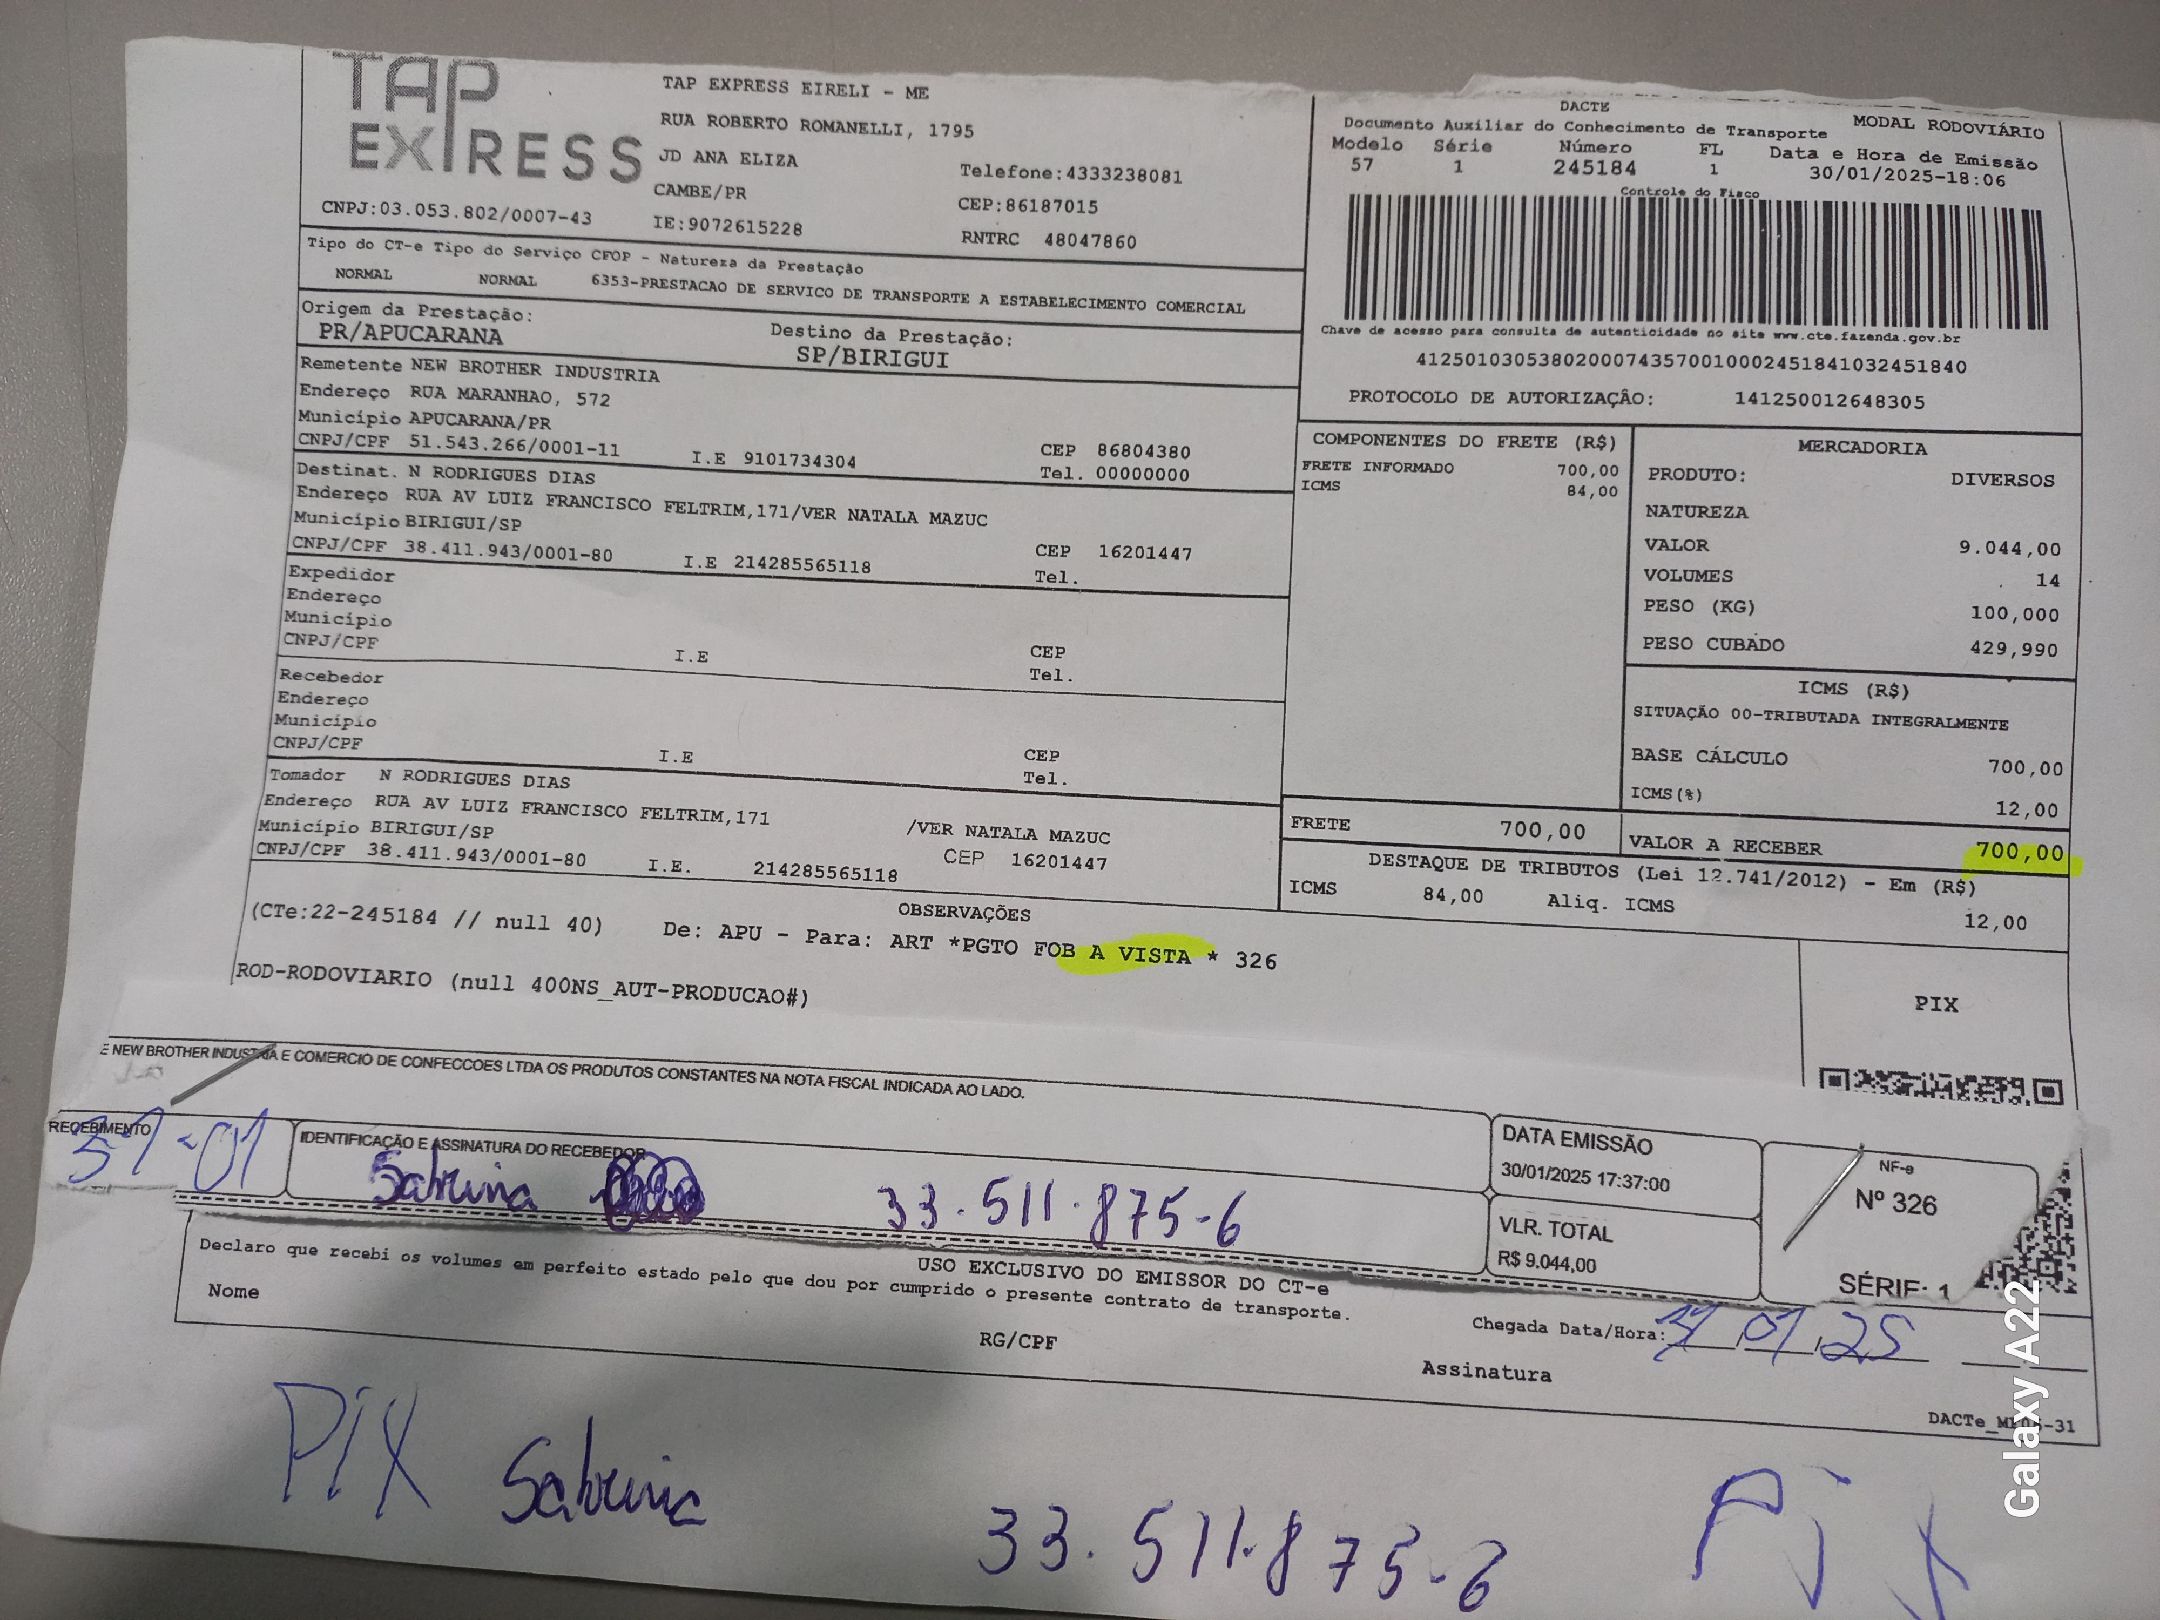 TAP EXPRESS
TAP EXPRESS EIRELI - ME
RUA ROBERTO ROMANELLI, 1795
JD ANA ELIZA
Telefone:4333238081
CAMBE/PR
CEP:86187015
CNPJ:03.053.802/0007-43
IE:9072615228
RNTRC 48047860
DACTE
Documento Auxiliar do Conhecimento de Transporte
MODAL RODOVIÁRIO
Modelo Série Número FL Data e Hora de Emissão
57 1 245184 1 30/01/2025-18:06
Controle do Fisco
Chave de acesso para consulta de autenticidade no site www.cte.fazenda.gov.br
41250103053802000743570010002451841032451840
PROTOCOLO DE AUTORIZAÇÃO: 141250012648305
Tipo do CT-e Tipo do Serviço CFOP - Natureza da Prestação
NORMAL NORMAL 6353-PRESTACAO DE SERVICO DE TRANSPORTE A ESTABELECIMENTO COMERCIAL
Origem da Prestação:
PR/APUCARANA
Destino da Prestação:
SP/BIRIGUI
Remetente NEW BROTHER INDUSTRIA
Endereço RUA MARANHAO, 572
Município APUCARANA/PR
CEP 86804380
CNPJ/CPF 51.543.266/0001-11 I.E 9101734304 Tel. 00000000
Destinat. N RODRIGUES DIAS
Endereço RUA AV LUIZ FRANCISCO FELTRIM,171/VER NATALA MAZUC
Município BIRIGUI/SP
CEP 16201447
CNPJ/CPF 38.411.943/0001-80 I.E 214285565118 Tel.
Expedidor
Endereço
Município
CEP
CNPJ/CPF I.E Tel.
Recebedor
Endereço
Município
CEP
CNPJ/CPF I.E Tel.
Tomador N RODRIGUES DIAS
Endereço RUA AV LUIZ FRANCISCO FELTRIM,171 /VER NATALA MAZUC
Município BIRIGUI/SP
CEP 16201447
CNPJ/CPF 38.411.943/0001-80 I.E. 214285565118
COMPONENTES DO FRETE (R$)
FRETE INFORMADO 700,00
ICMS 84,00
MERCADORIA
PRODUTO: DIVERSOS
NATUREZA
VALOR 9.044,00
VOLUMES 14
PESO (KG) 100,000
PESO CUBADO 429,990
ICMS (R$)
SITUAÇÃO 00-TRIBUTADA INTEGRALMENTE
BASE CÁLCULO 700,00
ICMS(%) 12,00
FRETE 700,00
VALOR A RECEBER 700,00
DESTAQUE DE TRIBUTOS (Lei 12.741/2012) - Em (R$)
ICMS 84,00 Aliq. ICMS 12,00
OBSERVAÇÕES
(CTe:22-245184 // null 40) De: APU - Para: ART *PGTO FOB A VISTA * 326
ROD-RODOVIARIO (null 400NS_AUT-PRODUCAO#)
PIX
E NEW BROTHER INDUSTRIA E COMERCIO DE CONFECCOES LTDA OS PRODUTOS CONSTANTES NA NOTA FISCAL INDICADA AO LADO.
RECEBIMENTO
31-01
IDENTIFICAÇÃO E ASSINATURA DO RECEBEDOR
Sabrina
33.511.875-6
DATA EMISSÃO
30/01/2025 17:37:00
VLR. TOTAL
R$ 9.044,00
NF-e
Nº 326
SÉRIE: 1
USO EXCLUSIVO DO EMISSOR DO CT-e
Declaro que recebi os volumes em perfeito estado pelo que dou por cumprido o presente contrato de transporte.
Nome
RG/CPF
Chegada Data/Hora: 31/01/25
Assinatura
PIX
Sabrina
33.511.875-6
Pix
Galaxy A22